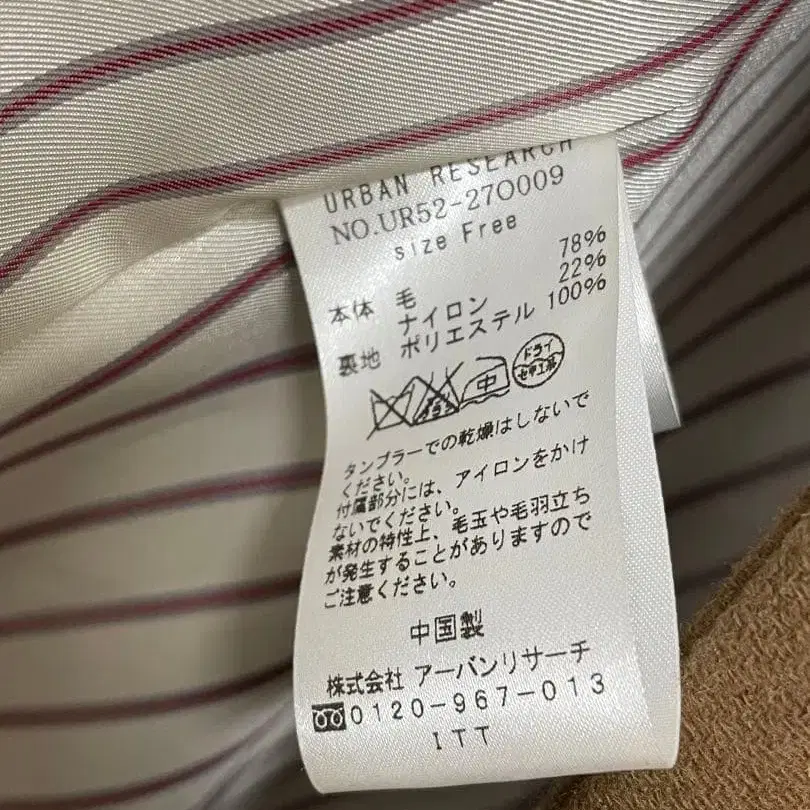 URBAN RESEARCH
NO.UR52-27O009
size Free
本体 毛 78%
ナイロン 22%
裏地 ポリエステル 100%
中 ドライ
セキユ系
タンブラーでの乾燥はしないで
ください。
付属部分には、アイロンをかけ
ないでください。
素材の特性上、毛玉や毛羽立ち
が発生することがありますので
ご注意ください。
中国製
株式会社 アーバンリサーチ
0120-967-013
ITT